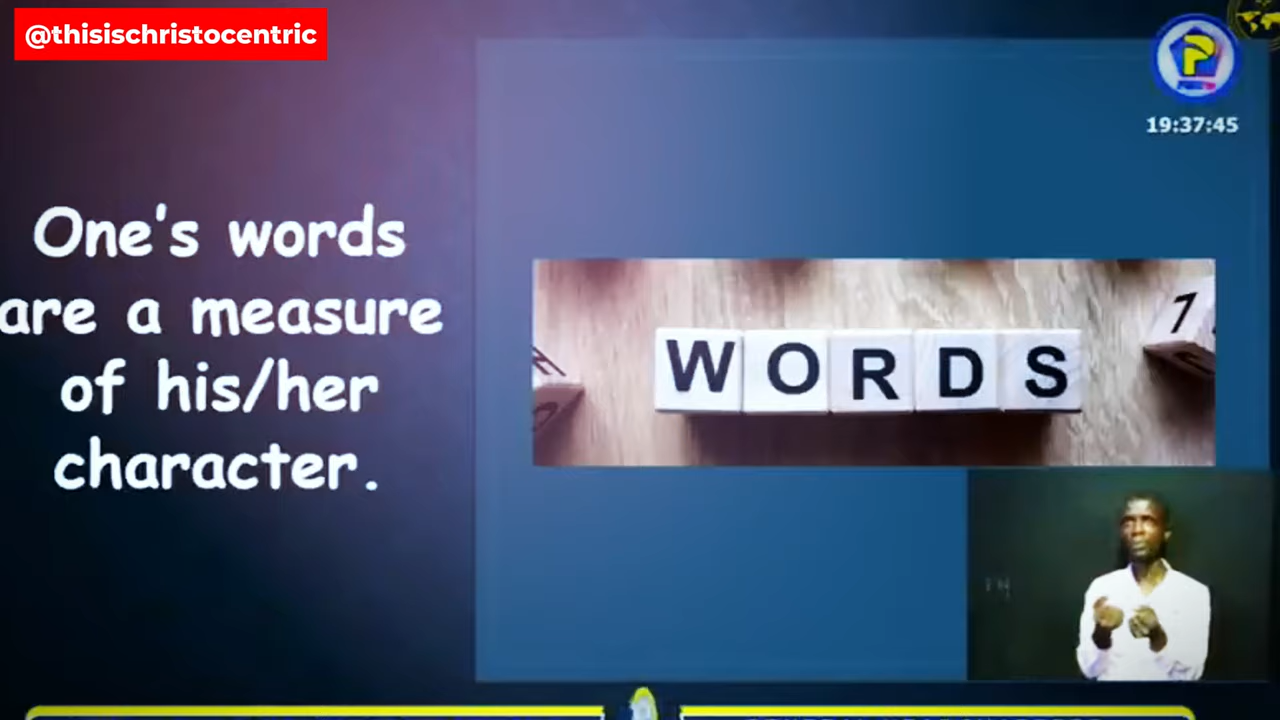 @thisischristocentric
P
19:37:45
One's words
are a measure
of his/her
character.
WORDS